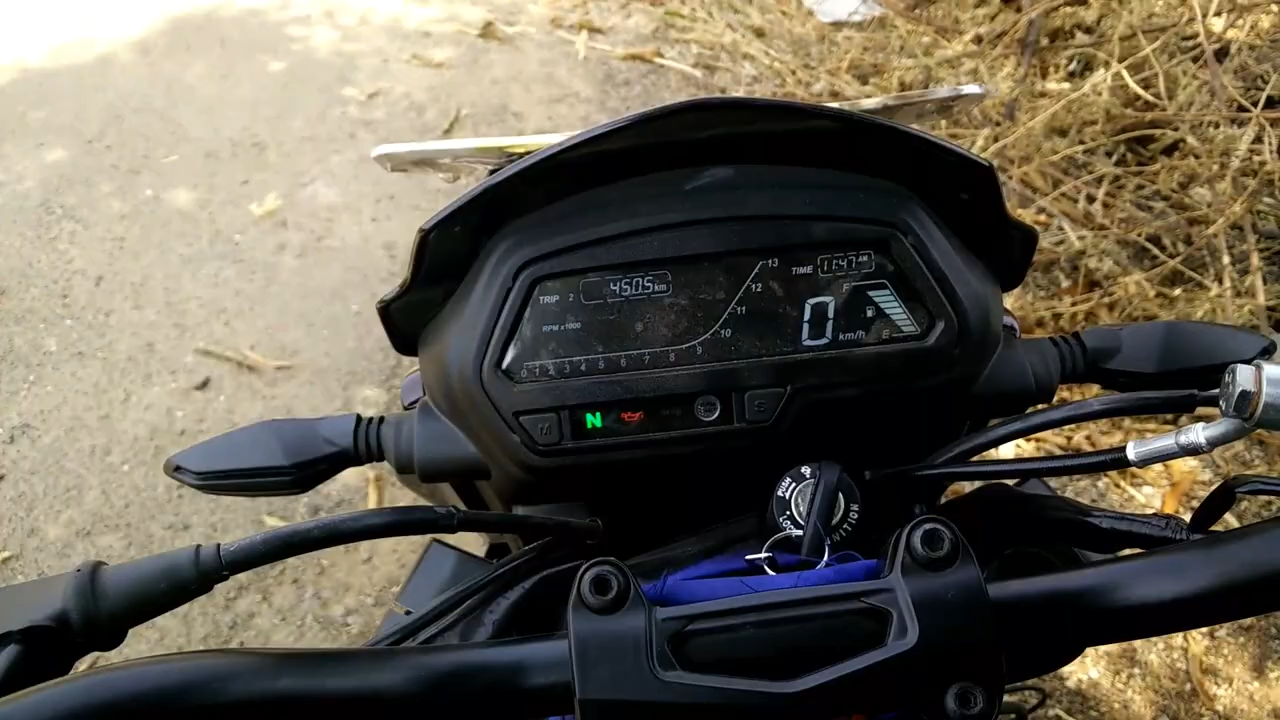 TRIP 2 450.5 km
TIME 11:47 AM
RPM x1000
0 1 2 3 4 5 6 7 8 9 10 11 12 13
0 km/h
F
E
M
N
S
PUSH
LOCK
IGNITION